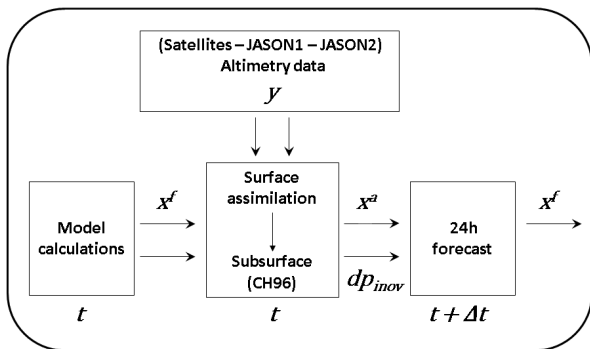 (Satellites – JASON1 – JASON2)
Altimetry data
y
Model
calculations
t
x^f
Surface
assimilation
Subsurface
(CH96)
t
x^a
dp_inov
24h
forecast
t + Δt
x^f